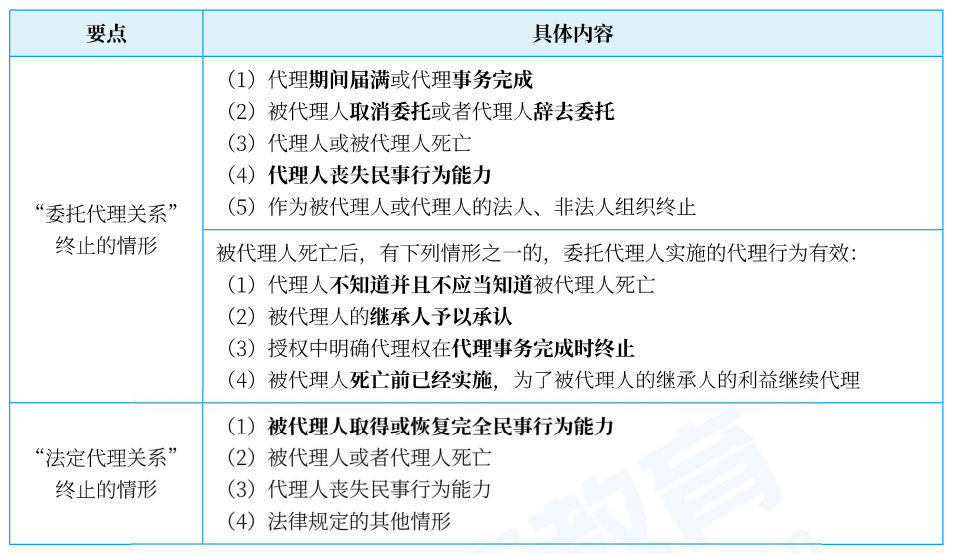 要点
具体内容
“委托代理关系”
终止的情形
（1）代理期间届满或代理事务完成
（2）被代理人取消委托或者代理人辞去委托
（3）代理人或被代理人死亡
（4）代理人丧失民事行为能力
（5）作为被代理人或代理人的法人、非法人组织终止
被代理人死亡后，有下列情形之一的，委托代理人实施的代理行为有效：
（1）代理人不知道并且不应当知道被代理人死亡
（2）被代理人的继承人予以承认
（3）授权中明确代理权在代理事务完成时终止
（4）被代理人死亡前已经实施，为了被代理人的继承人的利益继续代理
“法定代理关系”
终止的情形
（1）被代理人取得或恢复完全民事行为能力
（2）被代理人或者代理人死亡
（3）代理人丧失民事行为能力
（4）法律规定的其他情形
教育